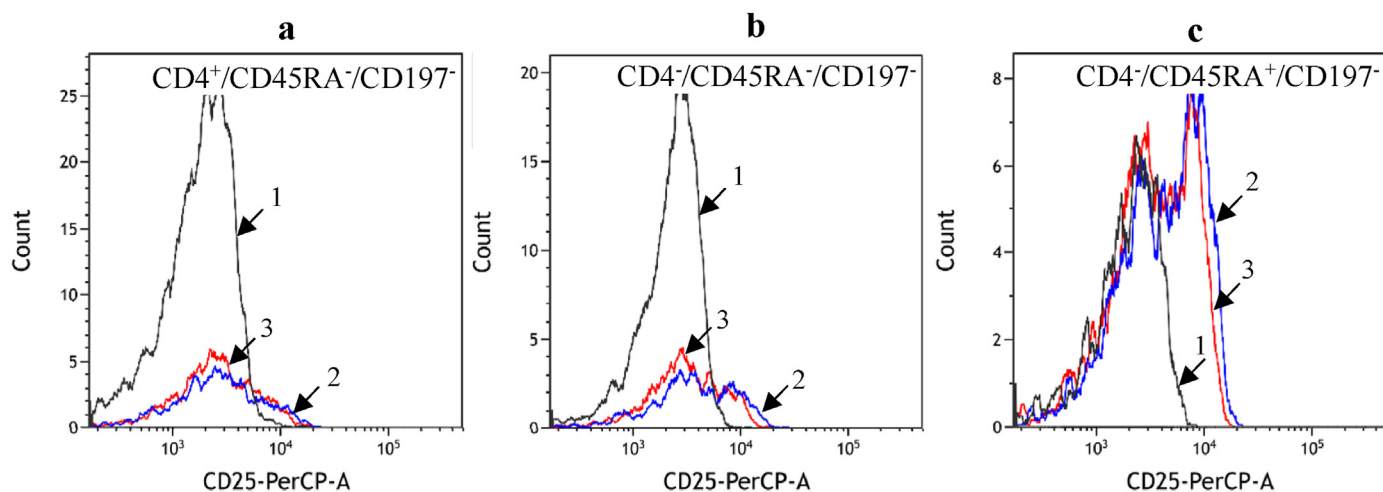 a
CD4⁺/CD45RA⁻/CD197⁻
25
20
15
10
5
0
Count
1
3
2
10³
10⁴
10⁵
CD25-PerCP-A
b
CD4⁻/CD45RA⁻/CD197⁻
20
15
10
5
0
Count
1
3
2
10³
10⁴
10⁵
CD25-PerCP-A
c
CD4⁻/CD45RA⁺/CD197⁻
8
6
4
2
0
Count
2
3
1
10³
10⁴
10⁵
CD25-PerCP-A